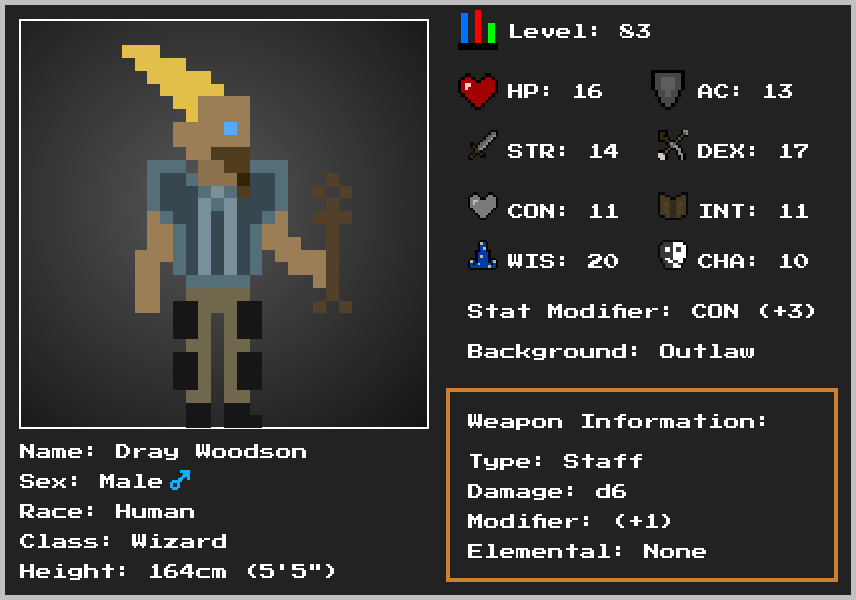 Level: 83
HP: 16 AC: 13
STR: 14 DEX: 17
CON: 11 INT: 11
WIS: 20 CHA: 10
Stat Modifier: CON (+3)
Background: Outlaw
Weapon Information:
Type: Staff
Damage: d6
Modifier: (+1)
Elemental: None
Name: Dray Woodson
Sex: Male ♂
Race: Human
Class: Wizard
Height: 164cm (5'5")